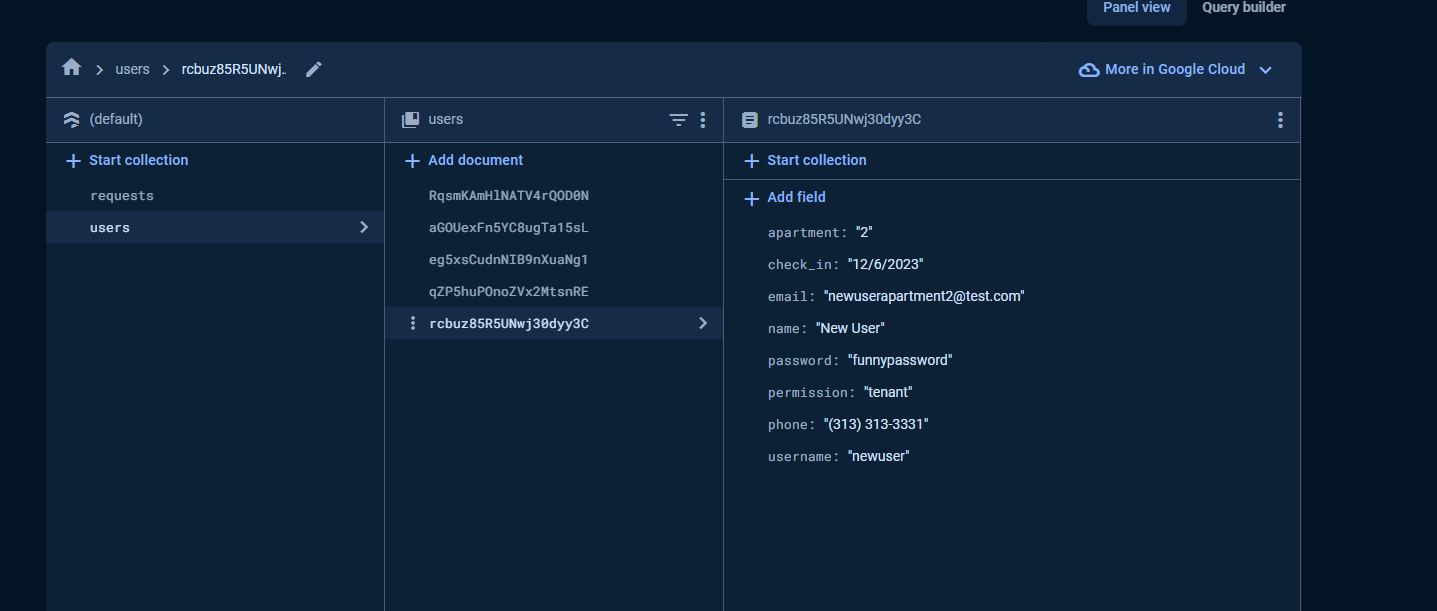 Panel view Query builder
users rcbuz85R5UNwj.. More in Google Cloud
(default) users rcbuz85R5UNwj30dyy3C
Start collection Add document Start collection
requests RqsmKAmHlNATV4rQOD0N Add field
users aGOUexFn5YC8ugTa15sL apartment: "2"
eg5xsCudnNIB9nXuaNg1 check_in: "12/6/2023"
qZP5huPOnoZVx2MtsnRE email: "newuserapartment2@test.com"
rcbuz85R5UNwj30dyy3C name: "New User"
password: "funnypassword"
permission: "tenant"
phone: "(313) 313-3331"
username: "newuser"